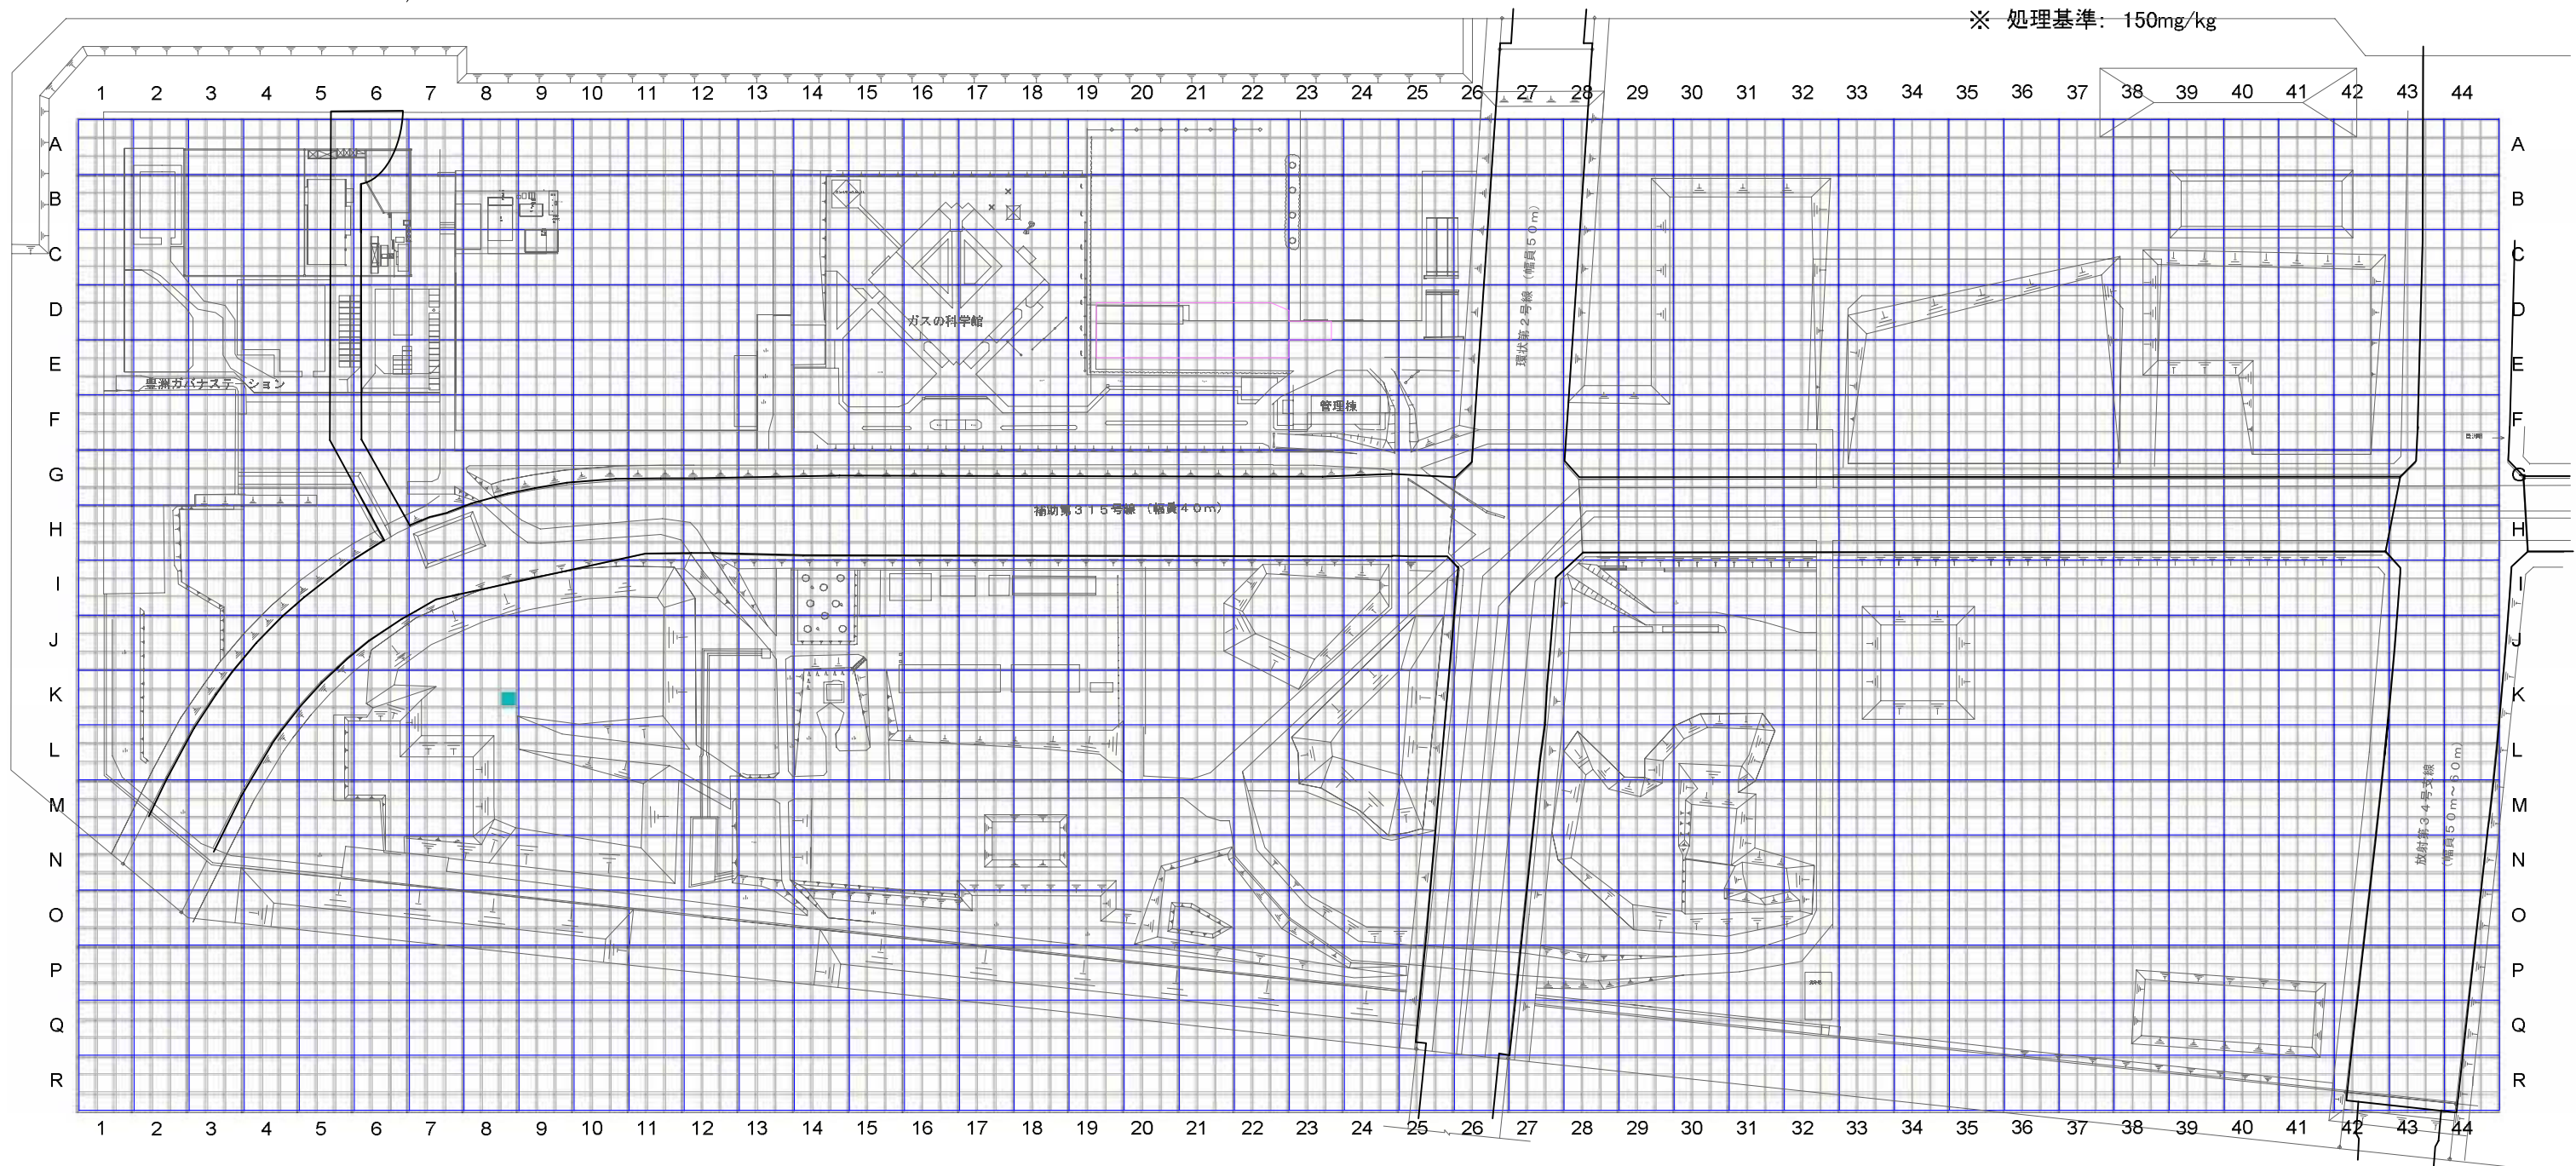 ※ 処理基準: 150mg/kg
1 2 3 4 5 6 7 8 9 10 11 12 13 14 15 16 17 18 19 20 21 22 23 24 25 26 27 28 29 30 31 32 33 34 35 36 37 38 39 40 41 42 43 44
A A
B B
C C
D D
E E
F F
G G
H H
I I
J J
K K
L L
M M
N N
O O
P P
Q Q
R R
環状第2号線(幅員50m)
ガスの科学館
豊洲ガバナステーション
管理棟
補助第315号線(幅員40m)
放射第34号支線
(幅員50m~60m)
1 2 3 4 5 6 7 8 9 10 11 12 13 14 15 16 17 18 19 20 21 22 23 24 25 26 27 28 29 30 31 32 33 34 35 36 37 38 39 40 41 42 43 44